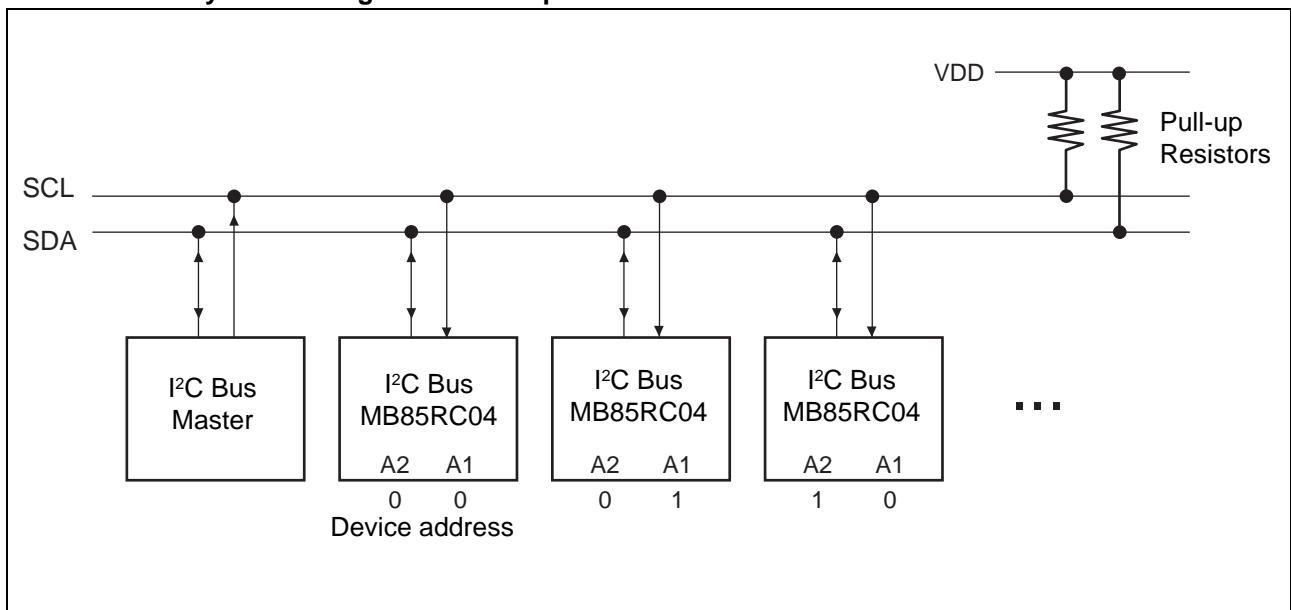 VDD
Pull-up
Resistors
SCL
SDA
I²C Bus
Master
I²C Bus
MB85RC04
A2 A1
0 0
Device address
I²C Bus
MB85RC04
A2 A1
0 1
I²C Bus
MB85RC04
A2 A1
1 0
...